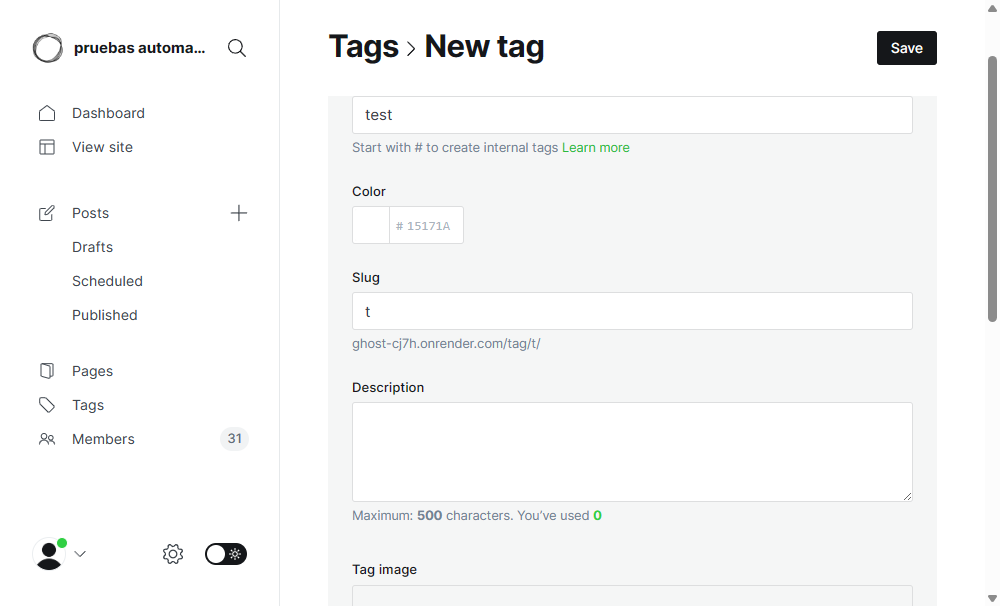 pruebas automa...
Dashboard
View site
Posts
Drafts
Scheduled
Published
Pages
Tags
Members
31
Tags > New tag
Save
test
Start with # to create internal tags Learn more
Color
# 15171A
Slug
t
ghost-cj7h.onrender.com/tag/t/
Description
Maximum: 500 characters. You’ve used 0
Tag image